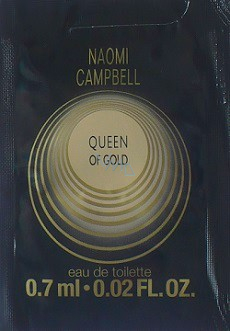 NAOMI
CAMPBELL
QUEEN
OF GOLD
eau de toilette
0.7 ml • 0.02 FL. OZ.